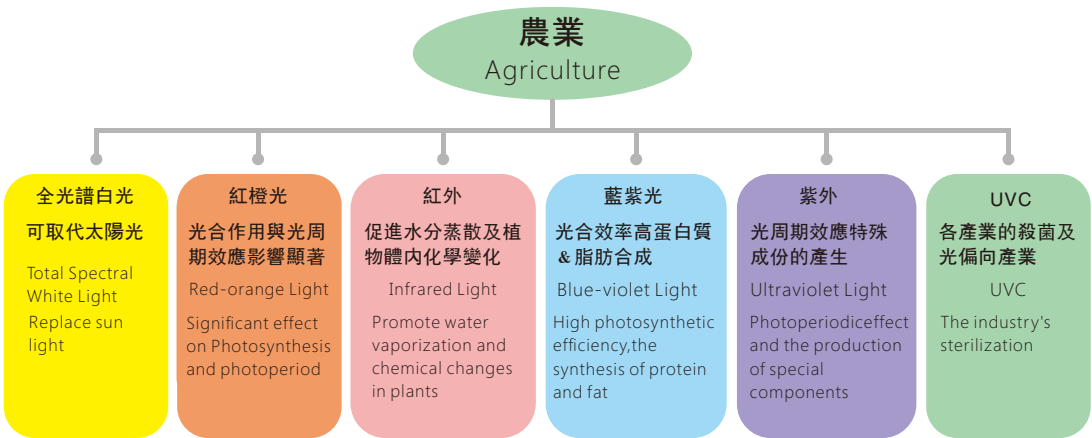 農業
Agriculture
全光譜白光
可取代太陽光
Total Spectral
White Light
Replace sun
light
紅橙光
光合作用與光周
期效應影響顯著
Red-orange Light
Significant effect
on Photosynthesis
and photoperiod
紅外
促進水分蒸散及植
物體內化學變化
Infrared Light
Promote water
vaporization and
chemical changes
in plants
藍紫光
光合效率高蛋白質
& 脂肪合成
Blue-violet Light
High photosynthetic
efficiency,the
synthesis of protein
and fat
紫外
光周期效應特殊
成份的產生
Ultraviolet Light
Photoperiodiceffect
and the production
of special
components
UVC
各產業的殺菌及
光偏向產業
UVC
The industry's
sterilization